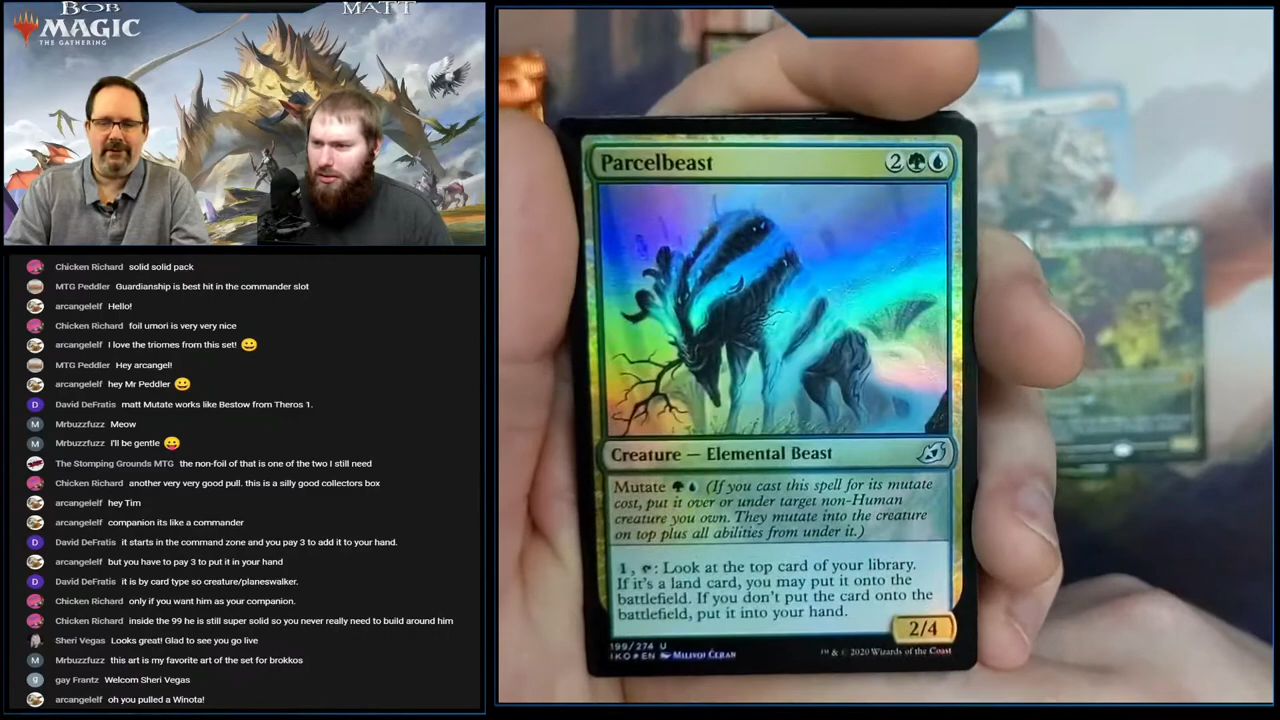 BOB
MATT
MAGIC
THE GATHERING
Chicken Richard solid solid pack
MTG Peddler Guardianship is best hit in the commander slot
arcangelelf Hello!
Chicken Richard foil umori is very very nice
arcangelelf I love the triomes from this set! 😀
MTG Peddler Hey arcangel!
arcangelelf hey Mr Peddler 😀
D David DeFratis matt Mutate works like Bestow from Theros 1.
M Mrbuzzfuzz Meow
M Mrbuzzfuzz I'll be gentle 😛
The Stomping Grounds MTG the non-foil of that is one of the two I still need
Chicken Richard another very very good pull. this is a silly good collectors box
arcangelelf hey Tim
arcangelelf companion its like a commander
D David DeFratis it starts in the command zone and you pay 3 to add it to your hand.
arcangelelf but you have to pay 3 to put it in your hand
D David DeFratis it is by card type so creature/planeswalker.
Chicken Richard only if you want him as your companion.
Chicken Richard inside the 99 he is still super solid so you never really need to build around him
Sheri Vegas Looks great! Glad to see you go live
M Mrbuzzfuzz this art is my favorite art of the set for brokkos
g gay Frantz Welcom Sheri Vegas
arcangelelf oh you pulled a Winota!
Parcelbeast 2
Creature — Elemental Beast
Mutate (If you cast this spell for its mutate
cost, put it over or under target non-Human
creature you own. They mutate into the creature
on top plus all abilities from under it.)
1, : Look at the top card of your library.
If it's a land card, you may put it onto the
battlefield. If you don't put the card onto the
battlefield, put it into your hand.
2/4
199/274 U
IKO EN Milivoj Ćeran
™ & © 2020 Wizards of the Coast